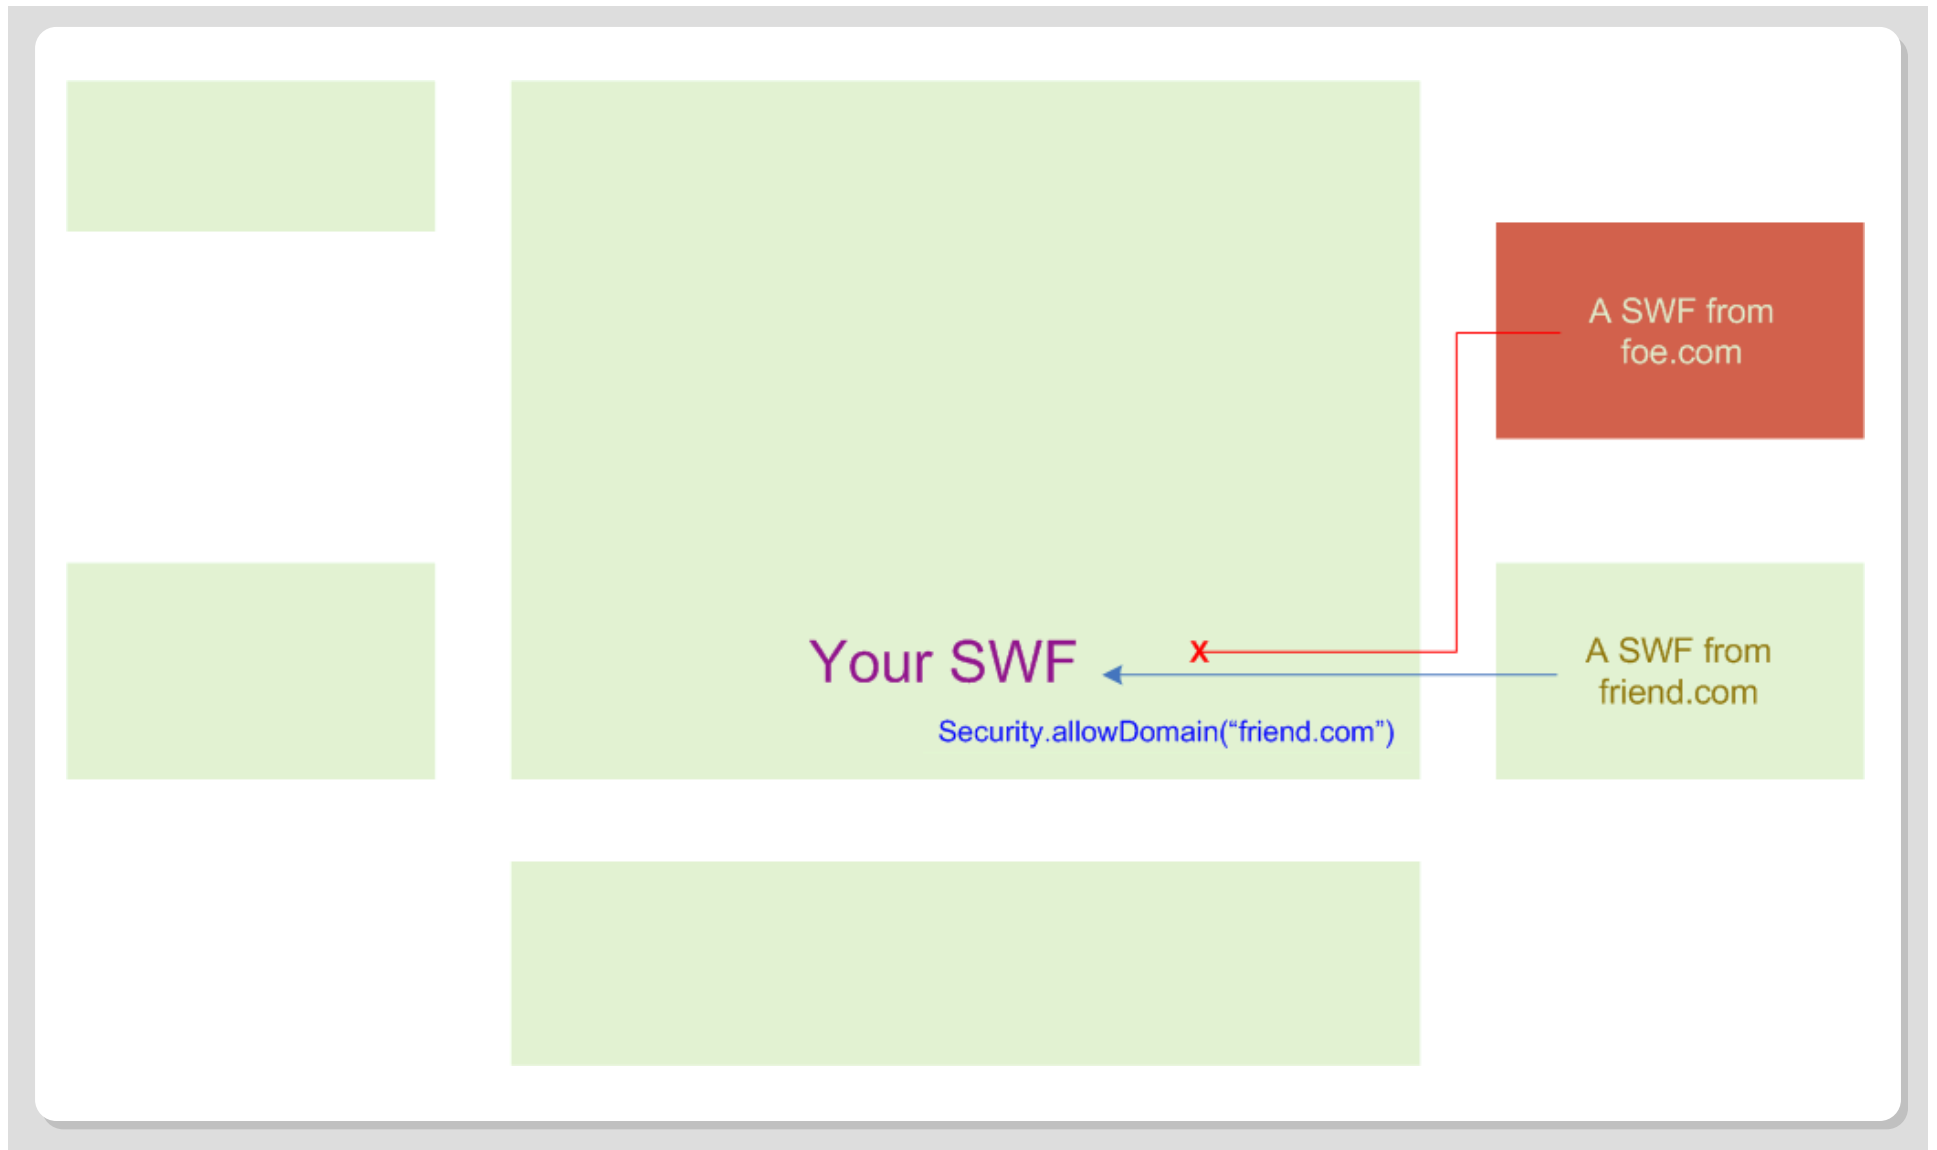 A SWF from
foe.com
Your SWF
X
A SWF from
friend.com
Security.allowDomain(“friend.com”)